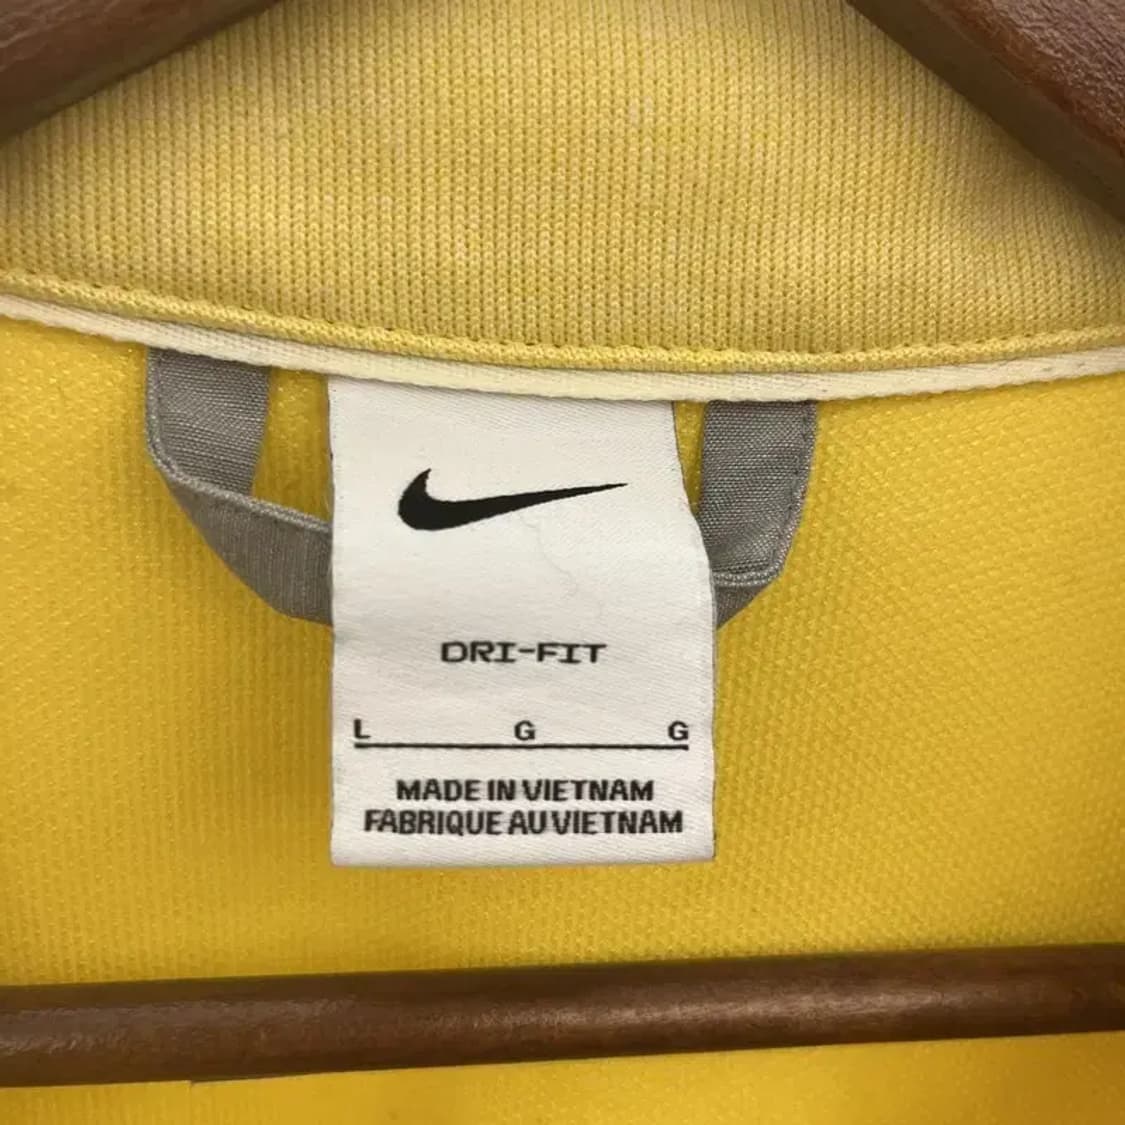 DRI-FIT
L G G
MADE IN VIETNAM
FABRIQUE AU VIETNAM